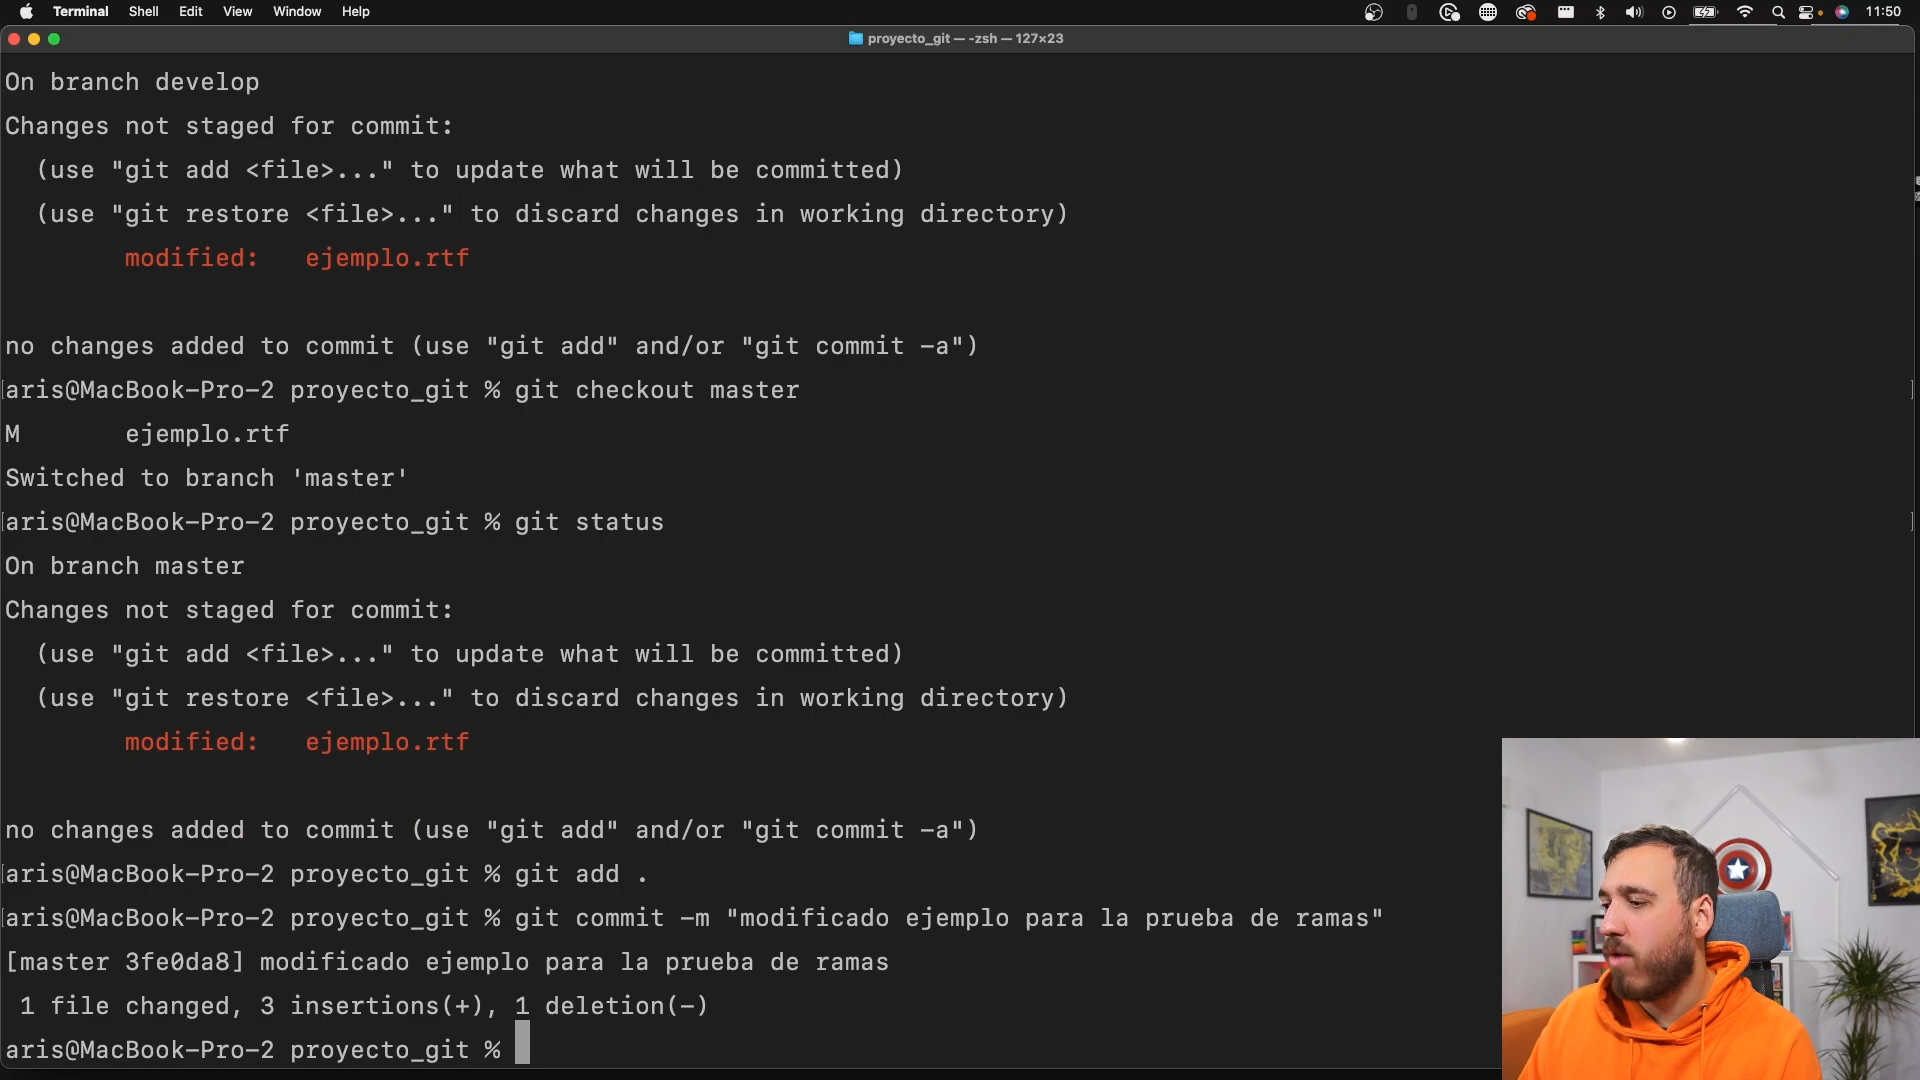 Terminal Shell Edit View Window Help 11:50
proyecto_git — -zsh — 127×23
On branch develop
Changes not staged for commit:
(use "git add <file>..." to update what will be committed)
(use "git restore <file>..." to discard changes in working directory)
modified: ejemplo.rtf
no changes added to commit (use "git add" and/or "git commit -a")
[aris@MacBook-Pro-2 proyecto_git % git checkout master ]
M ejemplo.rtf
Switched to branch 'master'
[aris@MacBook-Pro-2 proyecto_git % git status ]
On branch master
Changes not staged for commit:
(use "git add <file>..." to update what will be committed)
(use "git restore <file>..." to discard changes in working directory)
modified: ejemplo.rtf
no changes added to commit (use "git add" and/or "git commit -a")
[aris@MacBook-Pro-2 proyecto_git % git add .
[aris@MacBook-Pro-2 proyecto_git % git commit -m "modificado ejemplo para la prueba de ramas"
[master 3fe0da8] modificado ejemplo para la prueba de ramas
1 file changed, 3 insertions(+), 1 deletion(-)
aris@MacBook-Pro-2 proyecto_git %